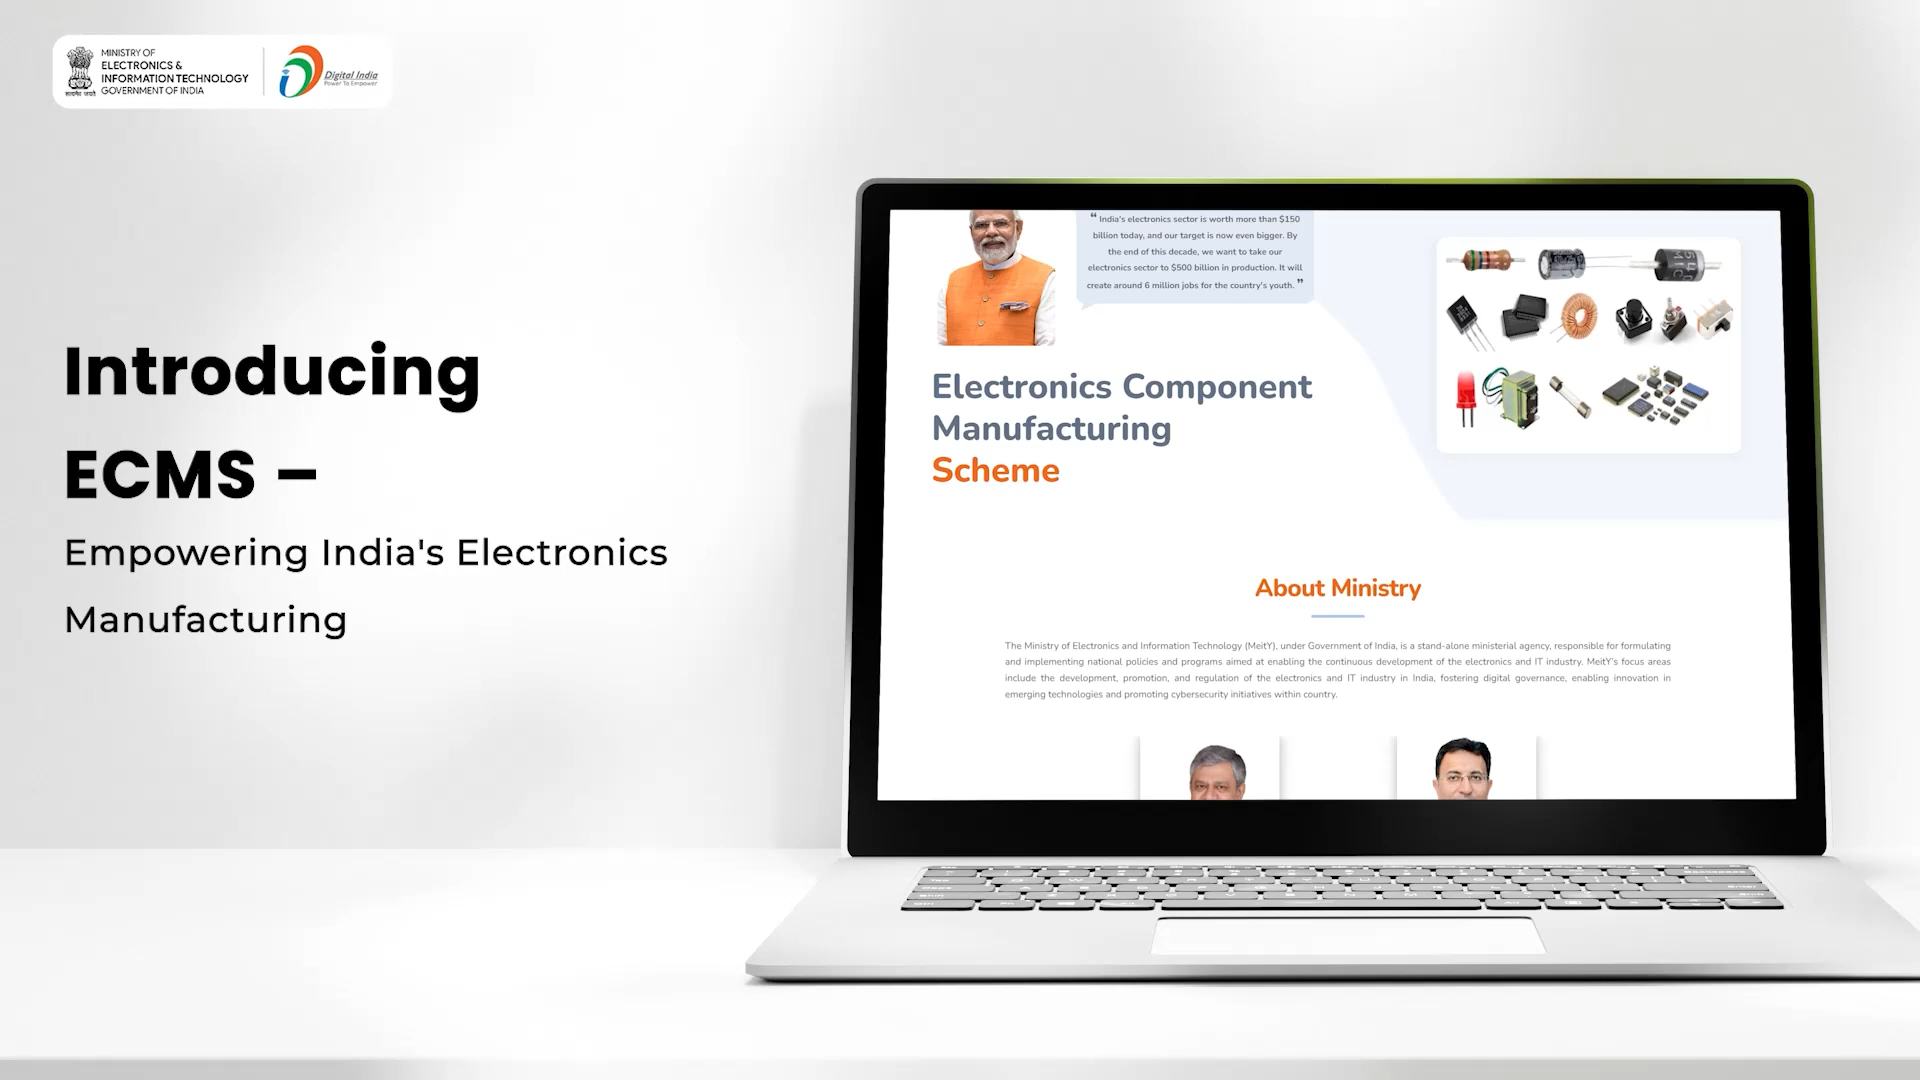 MINISTRY OF
ELECTRONICS &
INFORMATION TECHNOLOGY
GOVERNMENT OF INDIA
सत्यमेव जयते
Digital India
Power To Empower
Introducing
ECMS –
Empowering India's Electronics
Manufacturing
❝ India's electronics sector is worth more than $150
billion today, and our target is now even bigger. By
the end of this decade, we want to take our
electronics sector to $500 billion in production. It will
create around 6 million jobs for the country's youth. ❞
Electronics Component
Manufacturing
Scheme
About Ministry
The Ministry of Electronics and Information Technology (MeitY), under Government of India, is a stand-alone ministerial agency, responsible for formulating
and implementing national policies and programs aimed at enabling the continuous development of the electronics and IT industry. MeitY's focus areas
include the development, promotion, and regulation of the electronics and IT industry in India, fostering digital governance, enabling innovation in
emerging technologies and promoting cybersecurity initiatives within country.